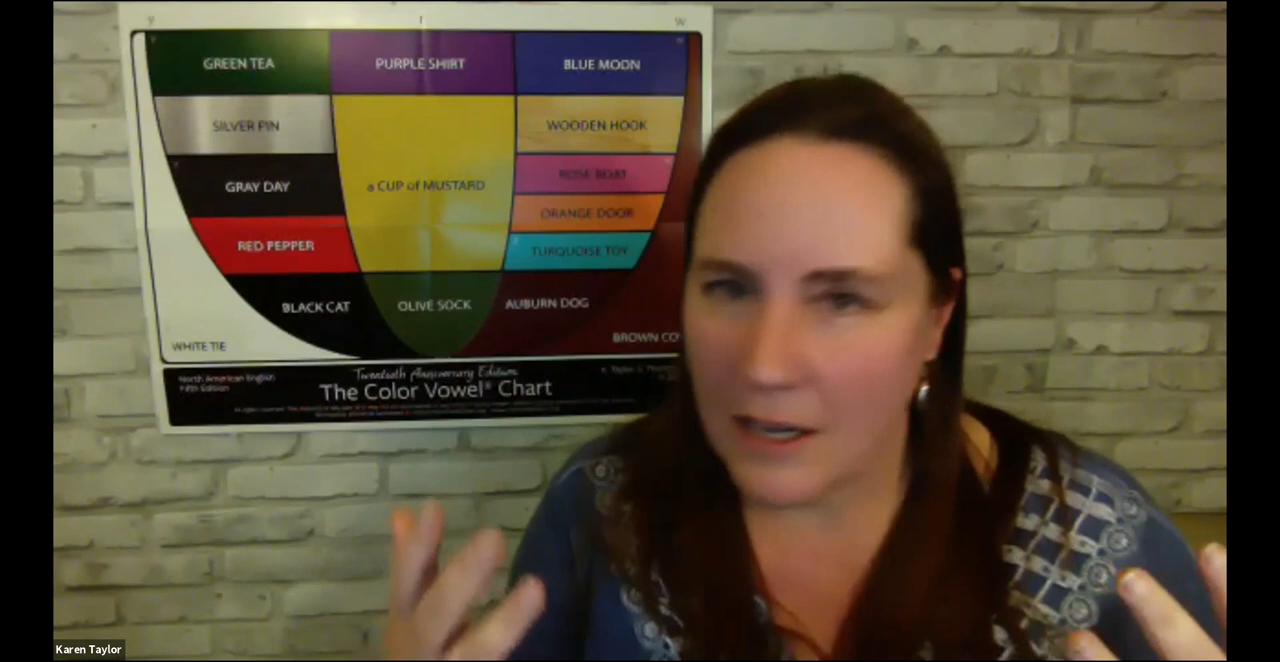 y r w
GREEN TEA PURPLE SHIRT BLUE MOON
SILVER PIN WOODEN HOOK
GRAY DAY a CUP of MUSTARD ROSE BOAT
ORANGE DOOR
RED PEPPER TURQUOISE TOY
BLACK CAT OLIVE SOCK AUBURN DOG
WHITE TIE BROWN CO
Twentieth Anniversary Edition
North American English
Fifth Edition
The Color Vowel® Chart
Karen Taylor